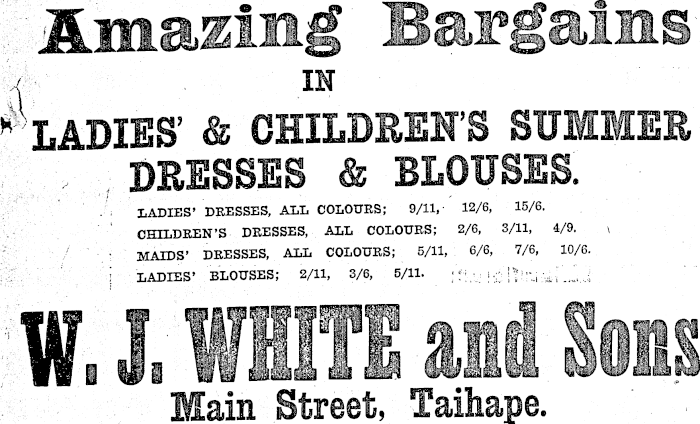 Amazing Bargains
IN
LADIES' & CHILDREN'S SUMMER
DRESSES & BLOUSES.
LADIES' DRESSES, ALL COLOURS; 9/11, 12/6, 15/6.
CHILDREN'S DRESSES, ALL COLOURS; 2/6, 3/11, 4/9.
MAIDS' DRESSES, ALL COLOURS; 5/11, 6/6, 7/6, 10/6.
LADIES' BLOUSES; 2/11, 3/6, 5/11.
W. J. WHITE and Sons
Main Street, Taihape.